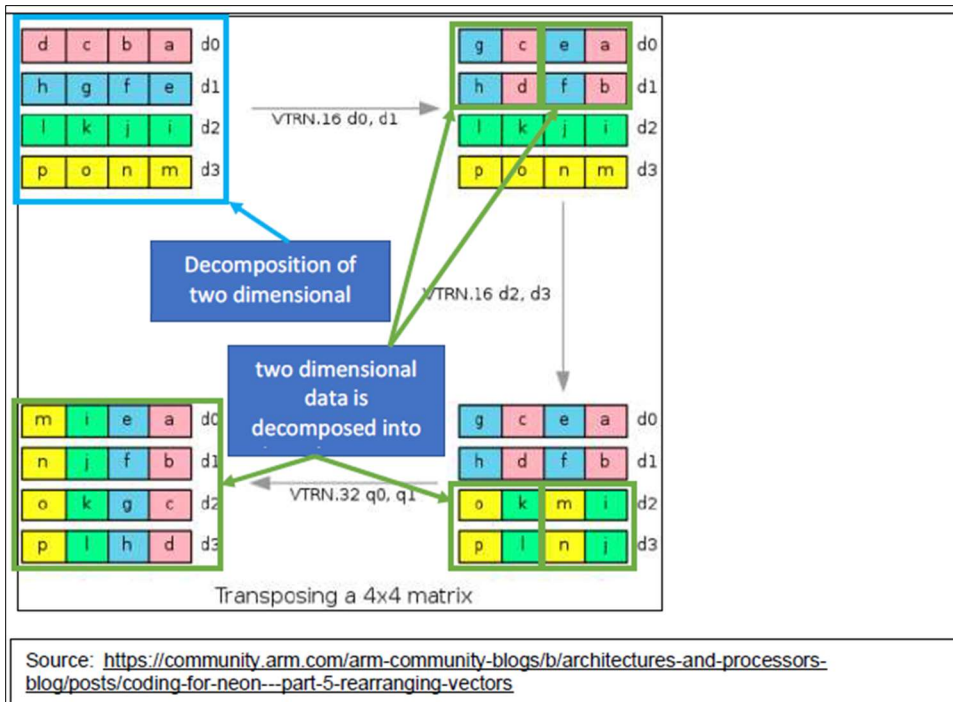 d c b a d0
h g f e d1
l k j i d2
p o n m d3
VTRN.16 d0, d1
g c e a d0
h d f b d1
l k j i d2
p o n m d3
Decomposition of
two dimensional
VTRN.16 d2, d3
two dimensional
data is
decomposed into
m i e a d0
n j f b d1
o k g c d2
p l h d d3
VTRN.32 q0, q1
g c e a d0
h d f b d1
o k m i d2
p l n j d3
Transposing a 4x4 matrix
Source: https://community.arm.com/arm-community-blogs/b/architectures-and-processors-
blog/posts/coding-for-neon---part-5-rearranging-vectors